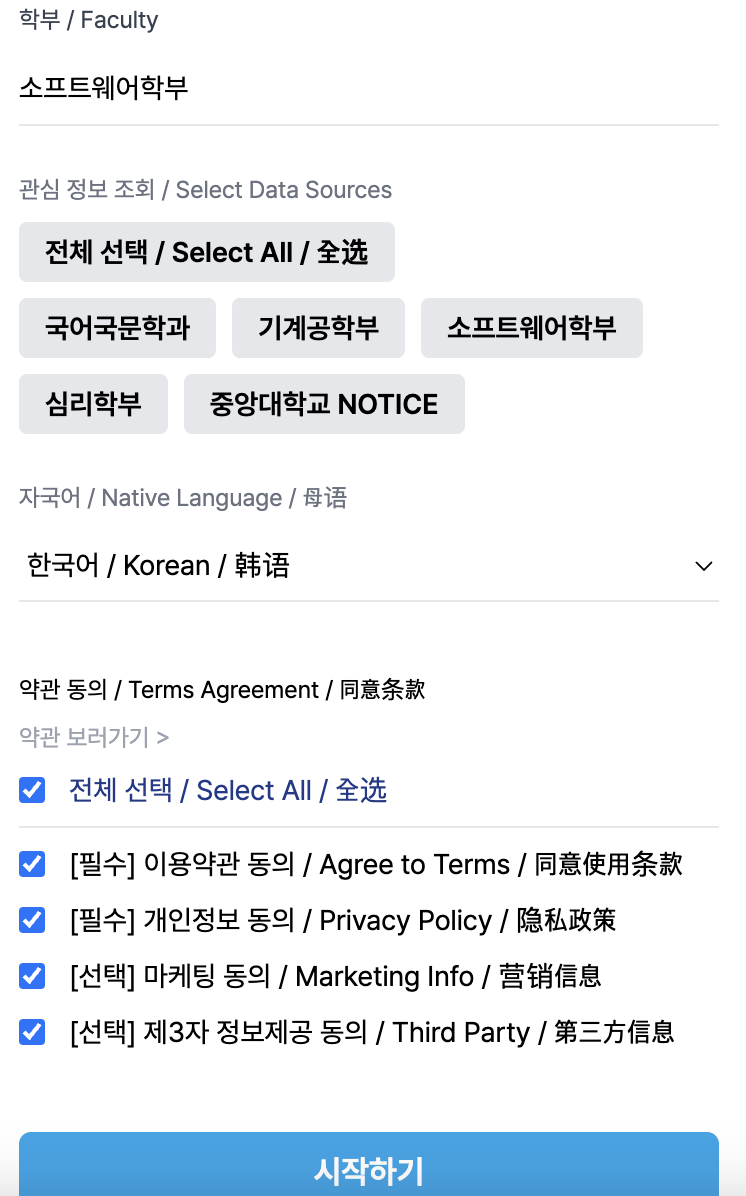 학부 / Faculty
소프트웨어학부
관심 정보 조회 / Select Data Sources
전체 선택 / Select All / 全选
국어국문학과 기계공학부 소프트웨어학부
심리학부 중앙대학교 NOTICE
자국어 / Native Language / 母语
한국어 / Korean / 韩语
약관 동의 / Terms Agreement / 同意条款
약관 보러가기 >
전체 선택 / Select All / 全选
[필수] 이용약관 동의 / Agree to Terms / 同意使用条款
[필수] 개인정보 동의 / Privacy Policy / 隐私政策
[선택] 마케팅 동의 / Marketing Info / 营销信息
[선택] 제3자 정보제공 동의 / Third Party / 第三方信息
시작하기